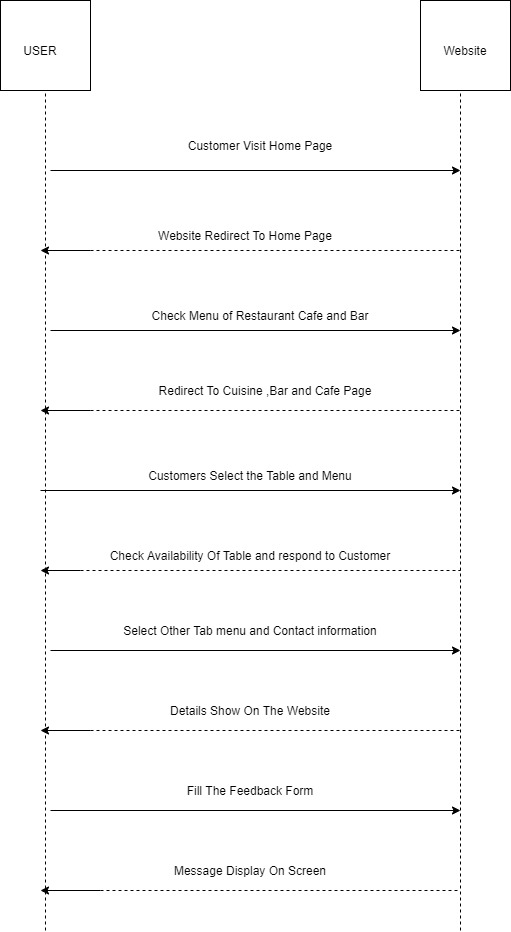 USER
Website
Customer Visit Home Page
Website Redirect To Home Page
Check Menu of Restaurant Cafe and Bar
Redirect To Cuisine ,Bar and Cafe Page
Customers Select the Table and Menu
Check Availability Of Table and respond to Customer
Select Other Tab menu and Contact information
Details Show On The Website
Fill The Feedback Form
Message Display On Screen